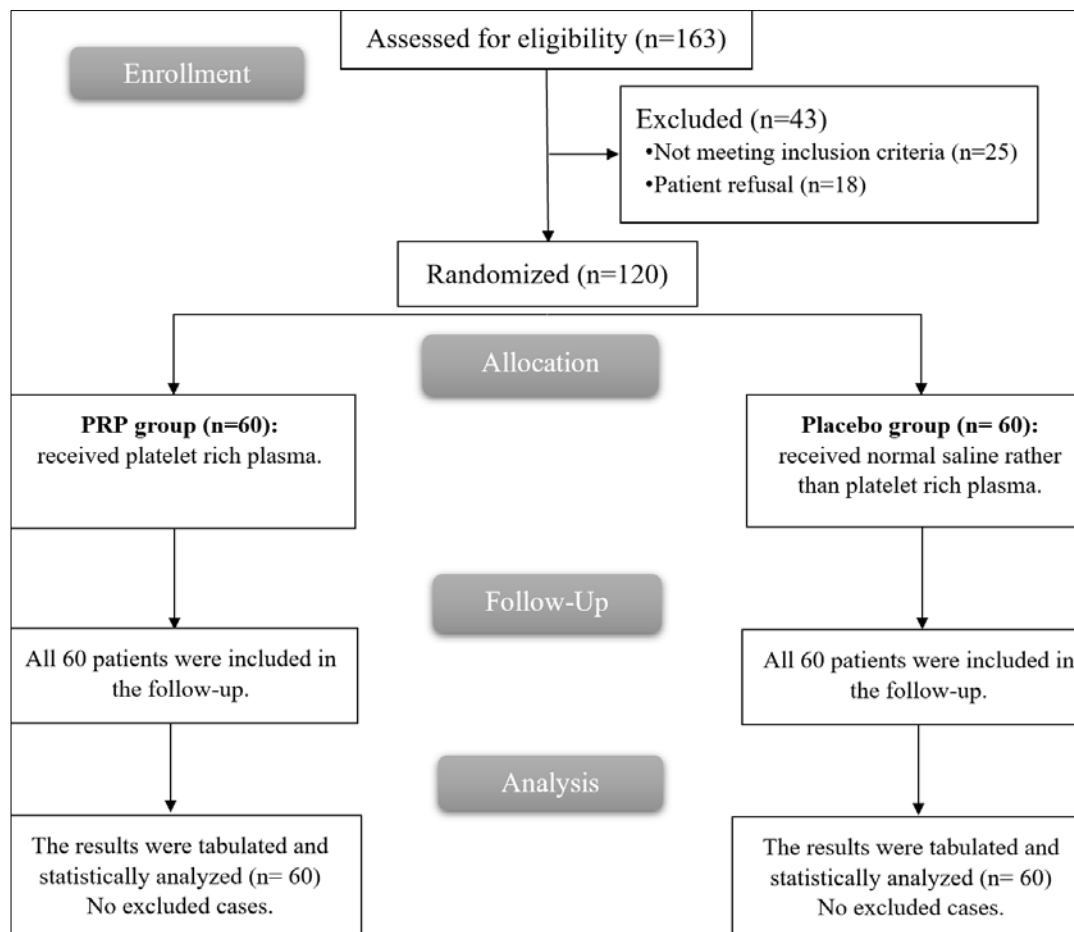 Assessed for eligibility (n=163)
Enrollment
Excluded (n=43)
•Not meeting inclusion criteria (n=25)
•Patient refusal (n=18)
Randomized (n=120)
Allocation
PRP group (n=60):
received platelet rich plasma.
Placebo group (n= 60):
received normal saline rather
than platelet rich plasma.
Follow-Up
All 60 patients were included in
the follow-up.
All 60 patients were included in
the follow-up.
Analysis
The results were tabulated and
statistically analyzed (n= 60)
No excluded cases.
The results were tabulated and
statistically analyzed (n= 60)
No excluded cases.